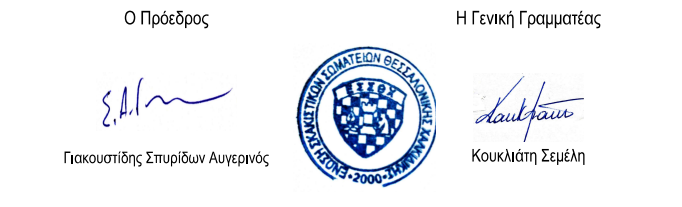 Ο Πρόεδρος
Η Γενική Γραμματέας
ΕΝΩΣΗ ΣΚΑΚΙΣΤΙΚΩΝ ΣΩΜΑΤΕΙΩΝ ΘΕΣΣΑΛΟΝΙΚΗΣ ΧΑΛΚΙΔΙΚΗΣ
ΕΣΣΘΧ
•2000•
Σ.Α.Γ
Γιακουστίδης Σπυρίδων Αυγερινός
Κουκλιάτη Σεμέλη